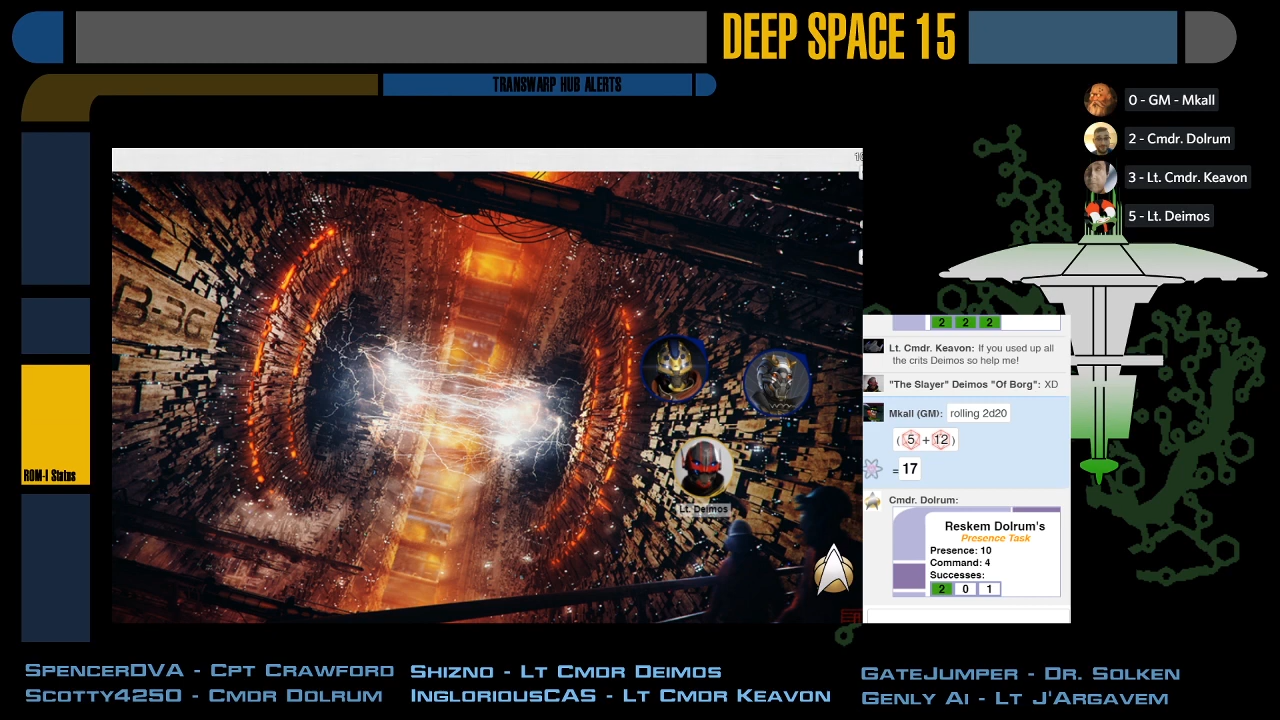 DEEP SPACE 15
TRANSWARP HUB ALERTS
0 - GM - Mkall
2 - Cmdr. Dolrum
3 - Lt. Cmdr. Keavon
5 - Lt. Deimos
B-3G
Lt. Deimos
2 2 2
Lt. Cmdr. Keavon: If you used up all
the crits Deimos so help me!
"The Slayer" Deimos "Of Borg": XD
Mkall (GM): rolling 2d20
(5+12)
=17
Cmdr. Dolrum:
Reskem Dolrum's
Presence Task
Presence: 10
Command: 4
Successes:
2 0 1
ROM-I Status
SpencerDVA - Cpt Crawford
Scotty4250 - Cmdr Dolrum
Shizno - Lt Cmdr Deimos
IngloriousCAS - Lt Cmdr Keavon
GateJumper - Dr. Solken
Genly Ai - Lt J'Argavem